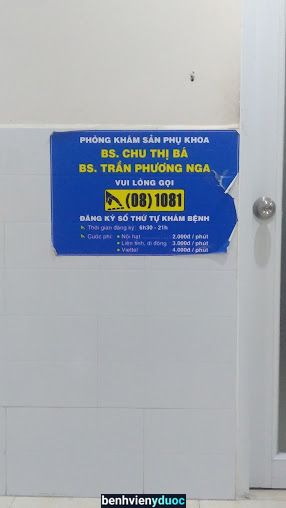 PHÒNG KHÁM SẢN PHỤ KHOA
BS. CHU THỊ BÁ
BS. TRẦN PHƯƠNG NGA
VUI LÒNG GỌI
(08) 1081
ĐĂNG KÝ SỐ THỨ TỰ KHÁM BỆNH
Thời gian đăng ký: 6h30 - 21h
Cước phí: • Nội hạt ............ 2.000đ / phút
• Liên tỉnh, di động 3.000đ / phút
• Viettel ............ 4.000đ / phút
benhvienyduoc.com